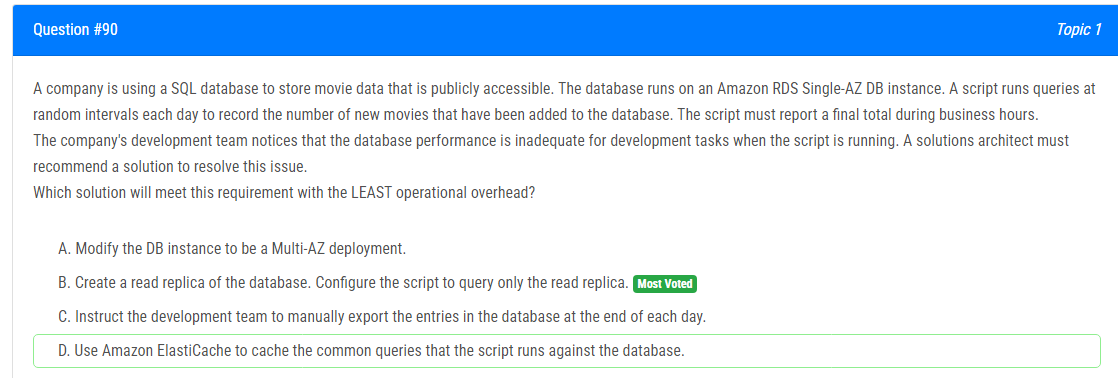 Question #90
Topic 1
A company is using a SQL database to store movie data that is publicly accessible. The database runs on an Amazon RDS Single-AZ DB instance. A script runs queries at
random intervals each day to record the number of new movies that have been added to the database. The script must report a final total during business hours.
The company's development team notices that the database performance is inadequate for development tasks when the script is running. A solutions architect must
recommend a solution to resolve this issue.
Which solution will meet this requirement with the LEAST operational overhead?
A. Modify the DB instance to be a Multi-AZ deployment.
B. Create a read replica of the database. Configure the script to query only the read replica. Most Voted
C. Instruct the development team to manually export the entries in the database at the end of each day.
D. Use Amazon ElastiCache to cache the common queries that the script runs against the database.